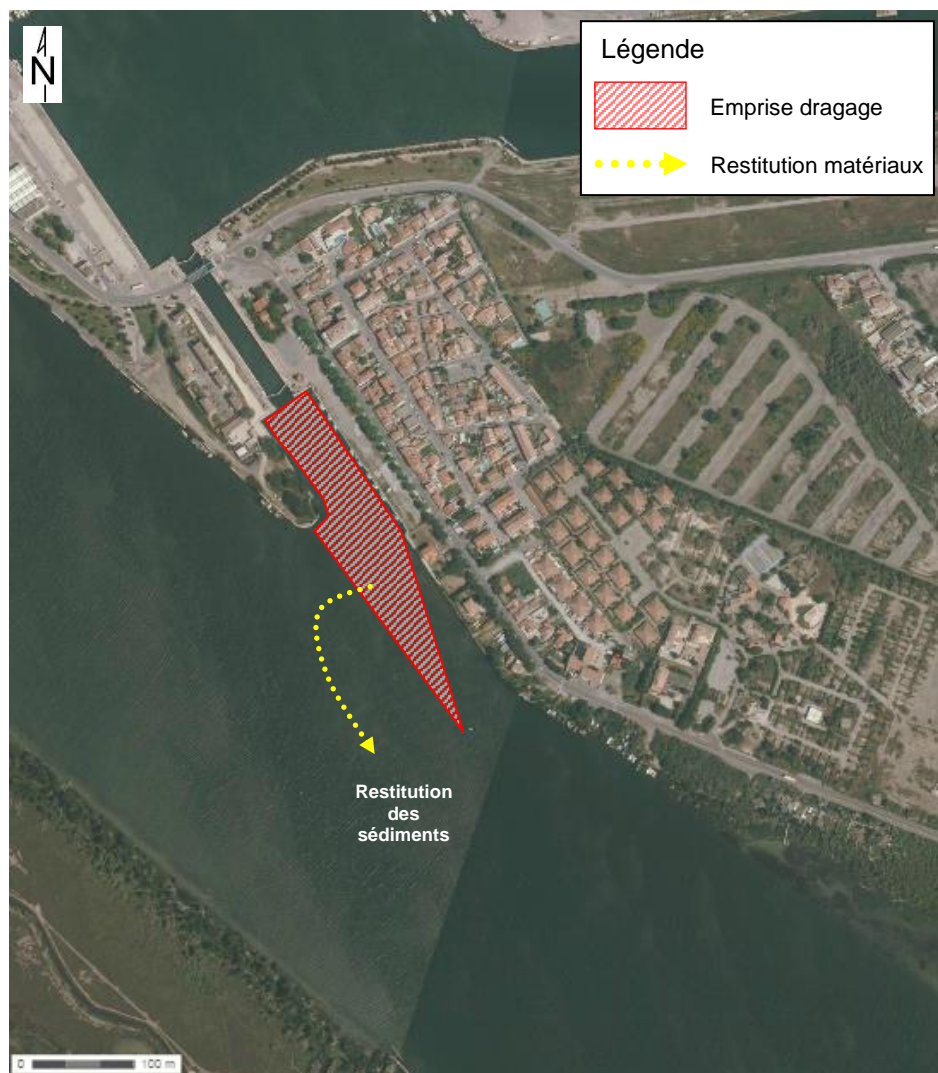 N
Légende
Emprise dragage
Restitution matériaux
Restitution
des
sédiments
0 100 m